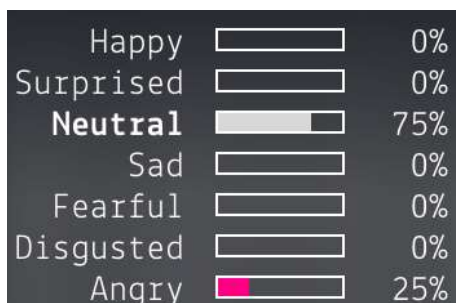 Happy 0%
Surprised 0%
Neutral 75%
Sad 0%
Fearful 0%
Disgusted 0%
Angry 25%